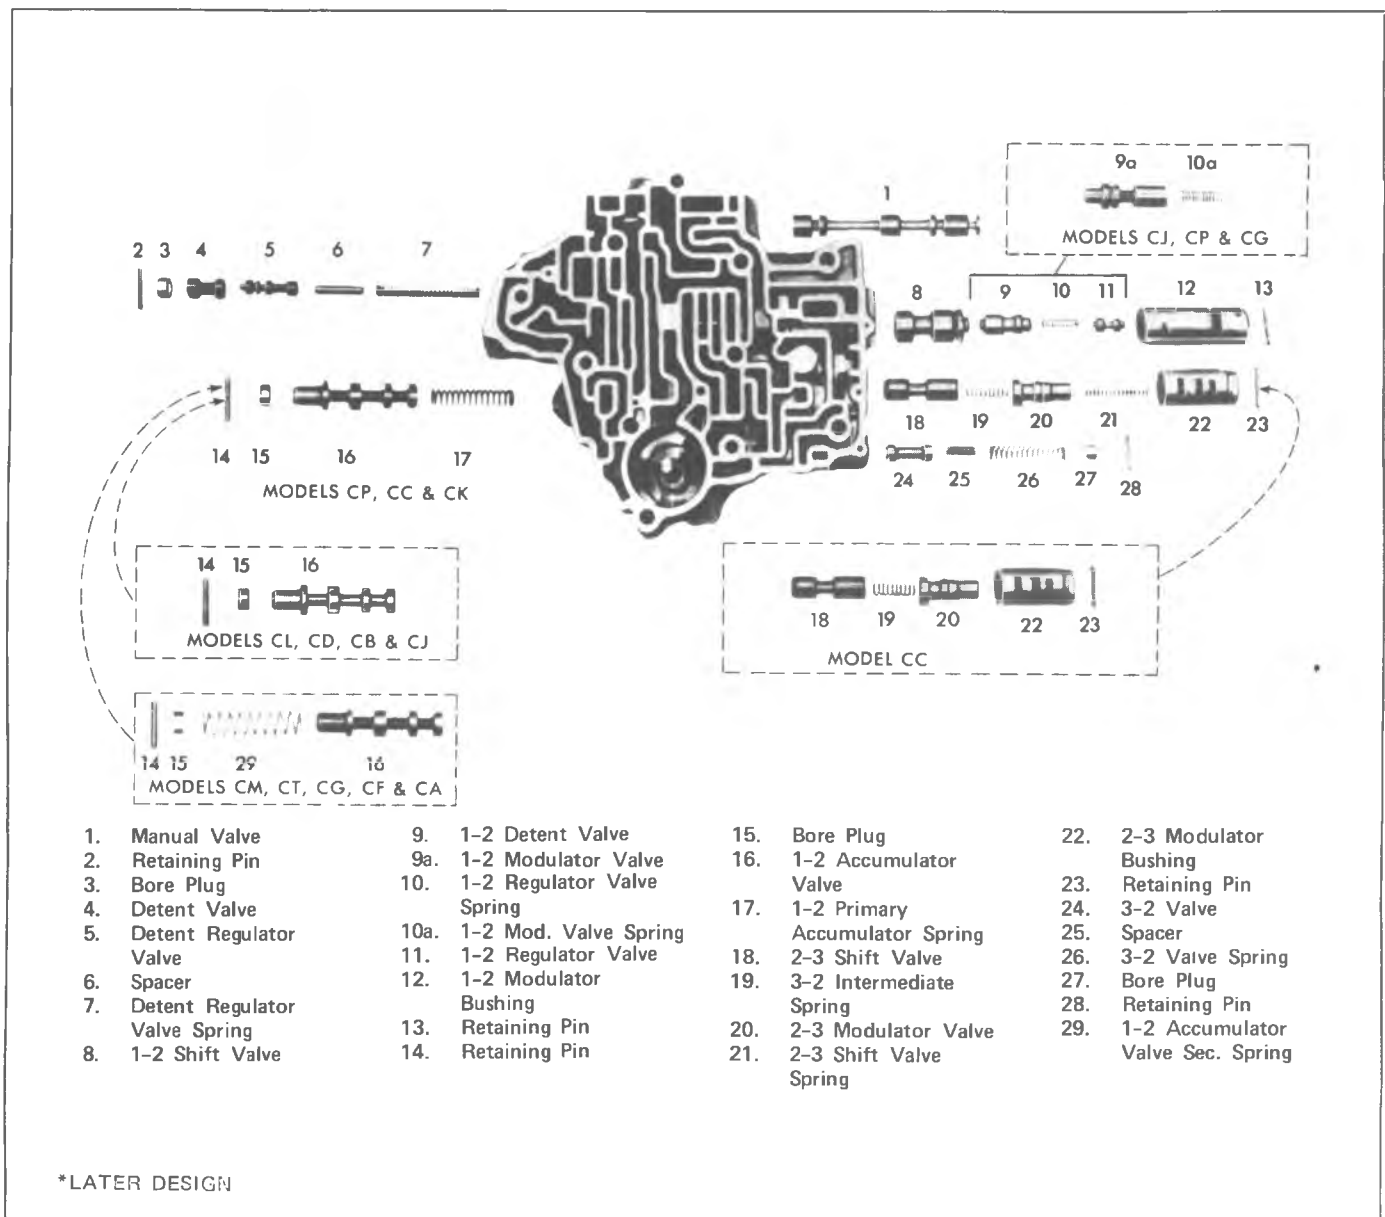 9a 10a
MODELS CJ, CP & CG
1
2 3 4 5 6 7
8 9 10 11 12 13
14 15 16 17
MODELS CP, CC & CK
18 19 20 21 22 23
24 25 26 27 28
14 15 16
MODELS CL, CD, CB & CJ
18 19 20 22 23
MODEL CC
14 15 29 16
MODELS CM, CT, CG, CF & CA
1. Manual Valve
2. Retaining Pin
3. Bore Plug
4. Detent Valve
5. Detent Regulator
Valve
6. Spacer
7. Detent Regulator
Valve Spring
8. 1-2 Shift Valve
9. 1-2 Detent Valve
9a. 1-2 Modulator Valve
10. 1-2 Regulator Valve
Spring
10a. 1-2 Mod. Valve Spring
11. 1-2 Regulator Valve
12. 1-2 Modulator
Bushing
13. Retaining Pin
14. Retaining Pin
15. Bore Plug
16. 1-2 Accumulator
Valve
17. 1-2 Primary
Accumulator Spring
18. 2-3 Shift Valve
19. 3-2 Intermediate
Spring
20. 2-3 Modulator Valve
21. 2-3 Shift Valve
Spring
22. 2-3 Modulator
Bushing
23. Retaining Pin
24. 3-2 Valve
25. Spacer
26. 3-2 Valve Spring
27. Bore Plug
28. Retaining Pin
29. 1-2 Accumulator
Valve Sec. Spring
*LATER DESIGN